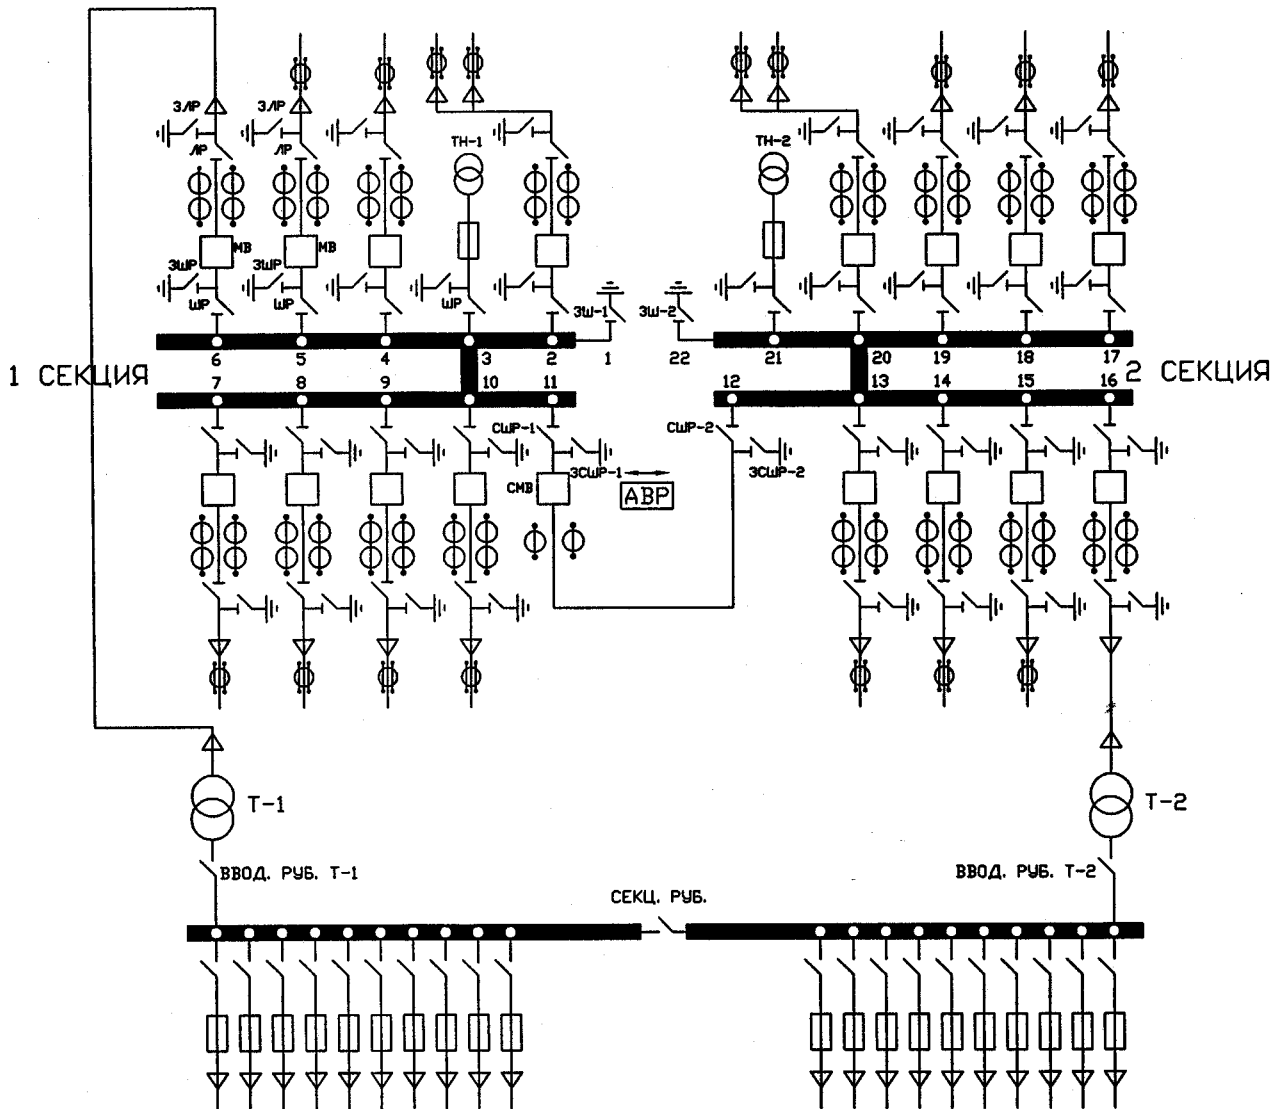 ЗЛР
ЗЛР
ЛР
ЛР
ТН-1
ТН-2
МВ
МВ
ЗШР
ЗШР
ШР
ШР
ШР
ЗШ-1
ЗШ-2
6
5
4
3
2
1
22
21
20
19
18
17
1 СЕКЦИЯ
2 СЕКЦИЯ
7
8
9
10
11
12
13
14
15
16
СШР-1
СШР-2
ЗСШР-1
ЗСШР-2
СМВ
АВР
Т-1
Т-2
ВВОД. РУБ. Т-1
ВВОД. РУБ. Т-2
СЕКЦ. РУБ.